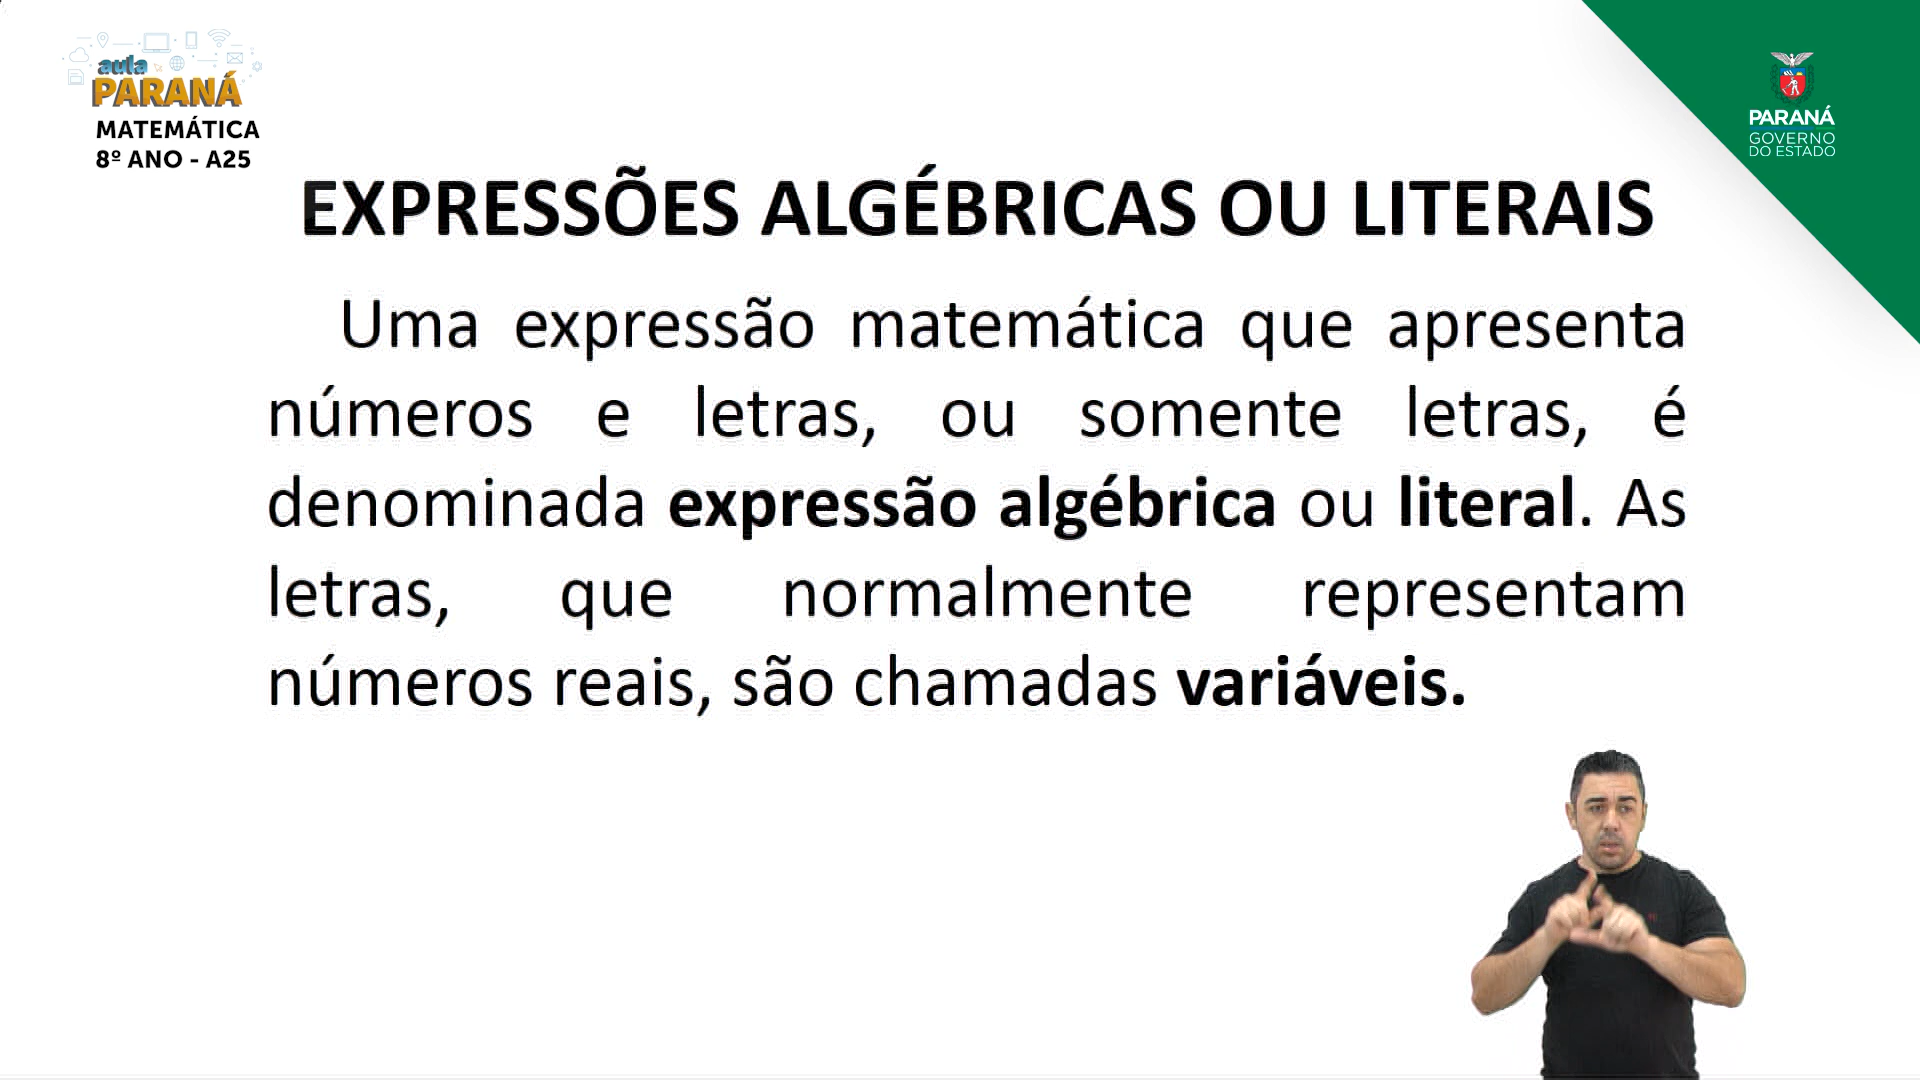 aula
PARANÁ
MATEMÁTICA
8º ANO - A25
PARANÁ
GOVERNO
DO ESTADO
EXPRESSÕES ALGÉBRICAS OU LITERAIS
Uma expressão matemática que apresenta
números e letras, ou somente letras, é
denominada expressão algébrica ou literal. As
letras, que normalmente representam
números reais, são chamadas variáveis.